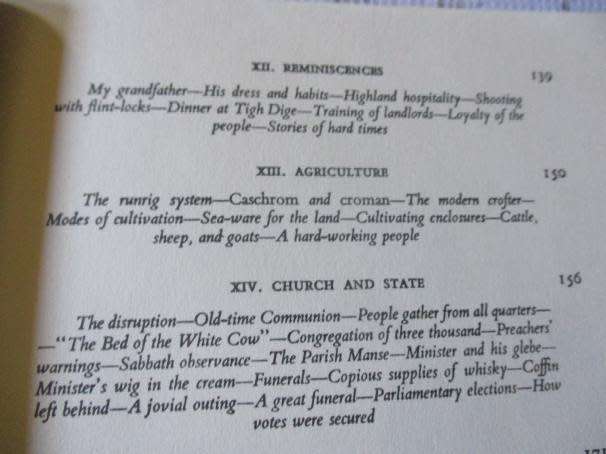 XII. REMINISCENCES 139
My grandfather—His dress and habits—Highland hospitality—Shooting
with flint-locks—Dinner at Tigh Dige—Training of landlords—Loyalty of the
people—Stories of hard times
XIII. AGRICULTURE 150
The runrig system—Caschrom and croman—The modern crofter—
Modes of cultivation—Sea-ware for the land—Cultivating enclosures—Cattle,
sheep, and goats—A hard-working people
XIV. CHURCH AND STATE 156
The disruption—Old-time Communion—People gather from all quarters—
—"The Bed of the White Cow"—Congregation of three thousand—Preachers'
warnings—Sabbath observance—The Parish Manse—Minister and his glebe—
Minister's wig in the cream—Funerals—Copious supplies of whisky—Coffin
left behind—A jovial outing—A great funeral—Parliamentary elections—How
votes were secured